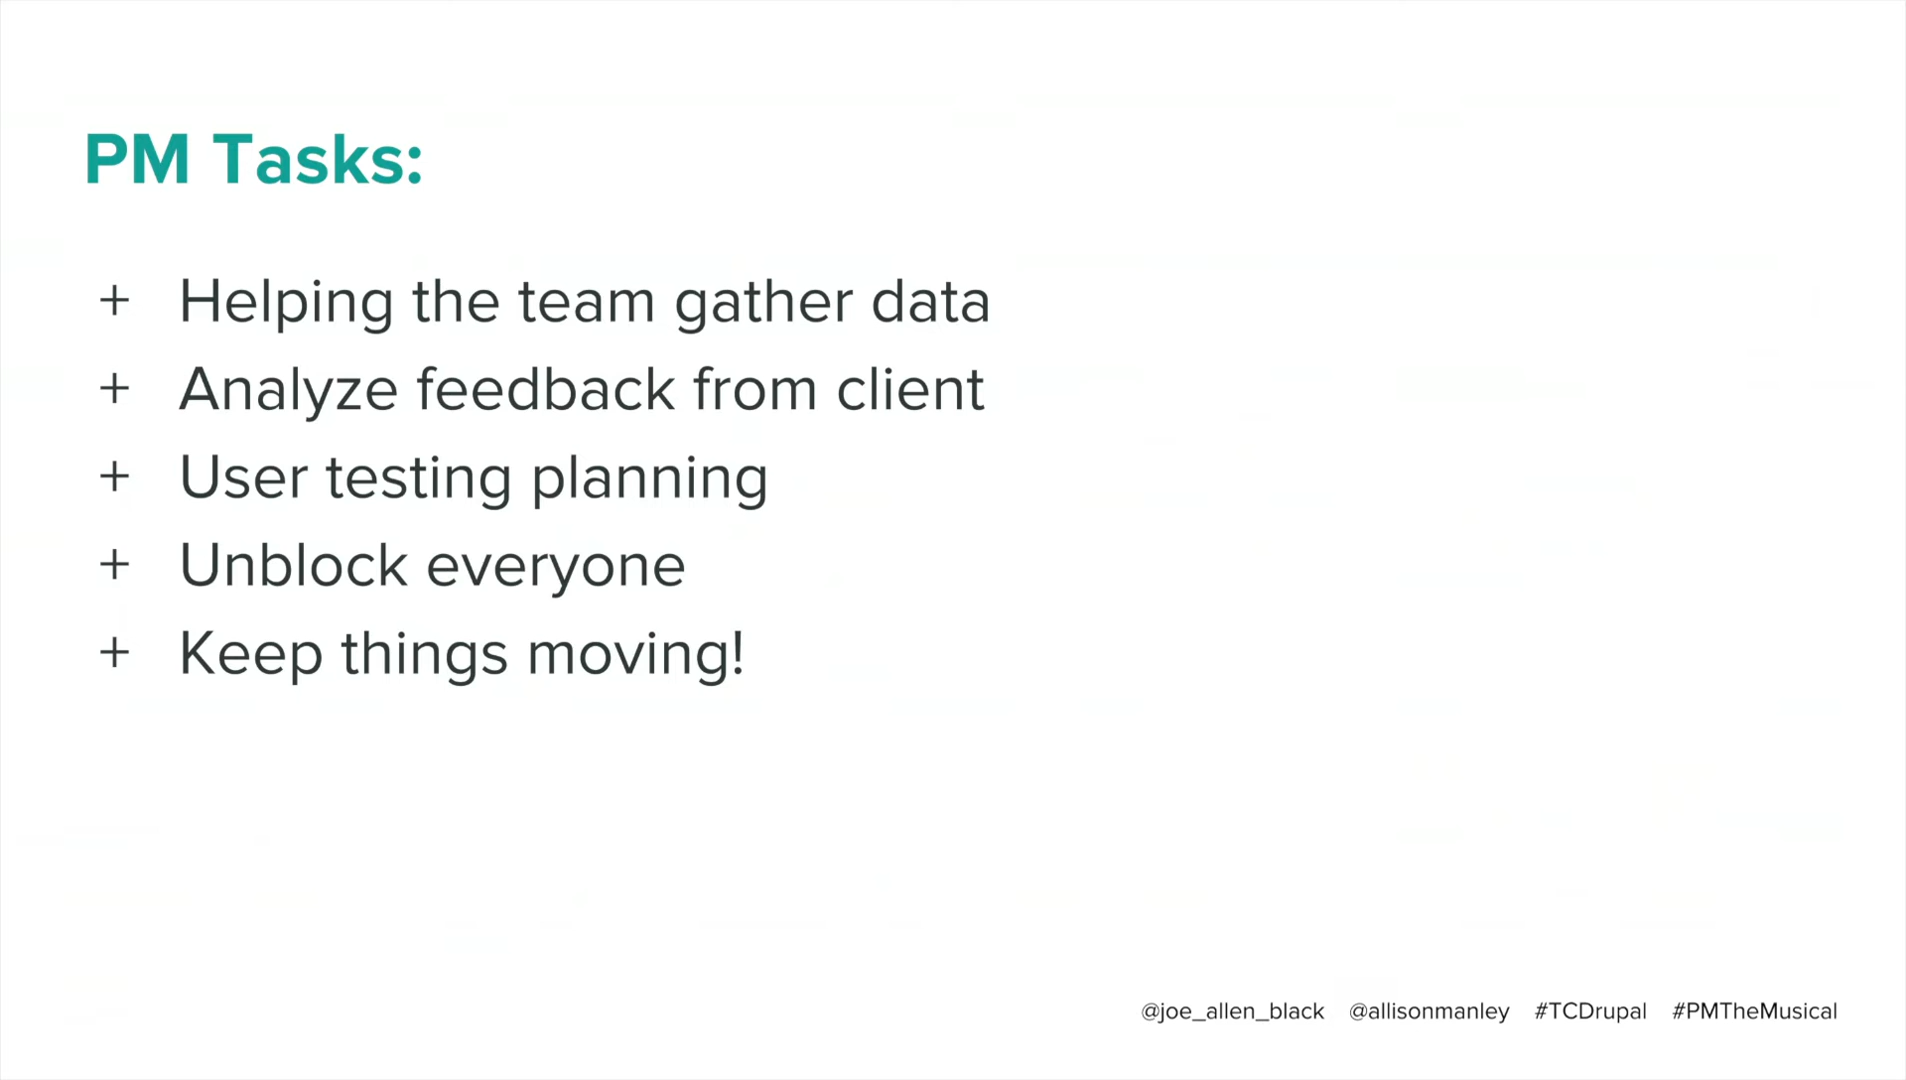 PM Tasks:
+ Helping the team gather data
+ Analyze feedback from client
+ User testing planning
+ Unblock everyone
+ Keep things moving!
@joe_allen_black @allisonmanley #TCDrupal #PMTheMusical